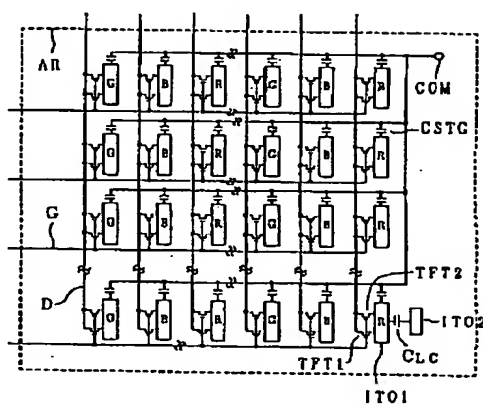 AR
G B R G B R
COM
CSTG
G B R G B R
G B R G B R
G
TFT2
D
G B R G B R
ITO2
TFT1
CLC
ITO1